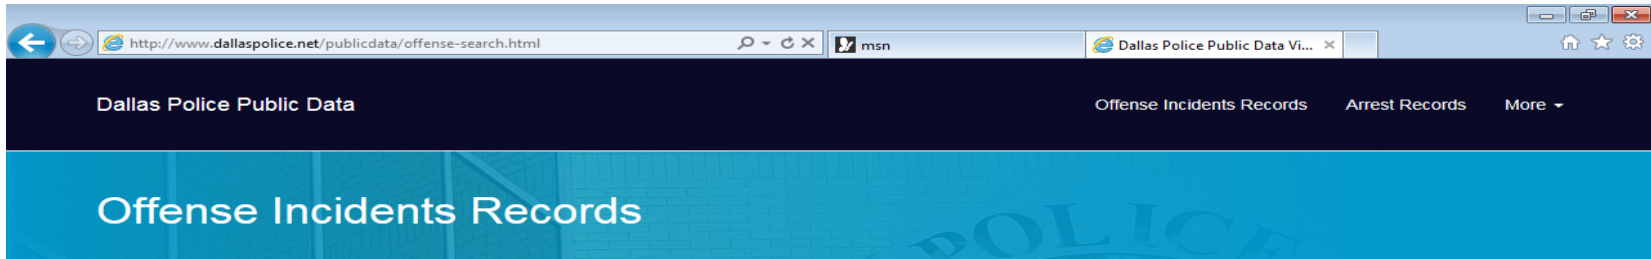 http://www.dallaspolice.net/publicdata/offense-search.html
msn
Dallas Police Public Data Vi...
Dallas Police Public Data
Offense Incidents Records
Arrest Records
More
Offense Incidents Records
POLICE